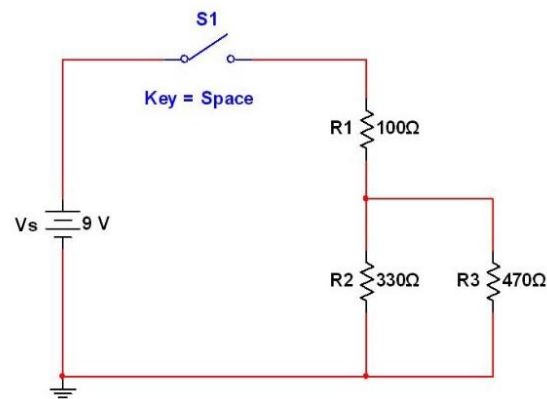 S1
Key = Space
R1 100Ω
Vs 9 V
R2 330Ω R3 470Ω